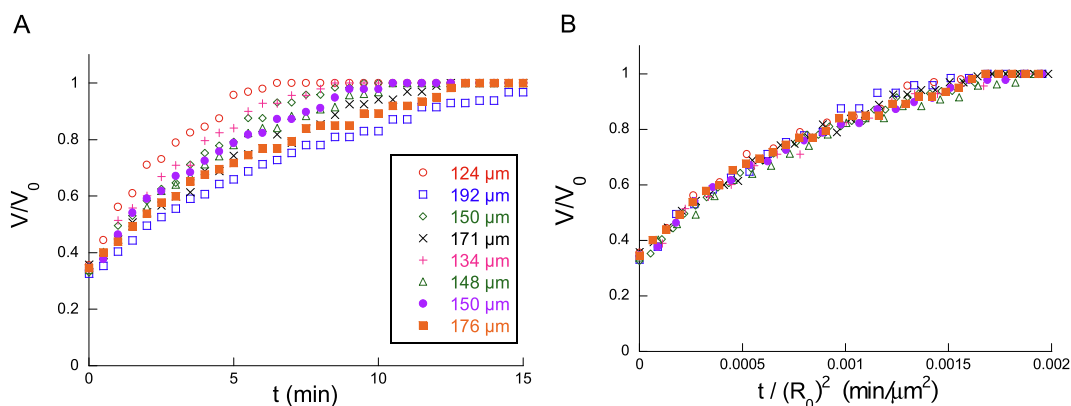 A
V/V0
1
0.8
0.6
0.4
0.2
0
0
5
10
15
t (min)
124 µm
192 µm
150 µm
171 µm
134 µm
148 µm
150 µm
176 µm
B
V/V0
1
0.8
0.6
0.4
0.2
0
0
0.0005
0.001
0.0015
0.002
t / (R0)² (min/µm²)